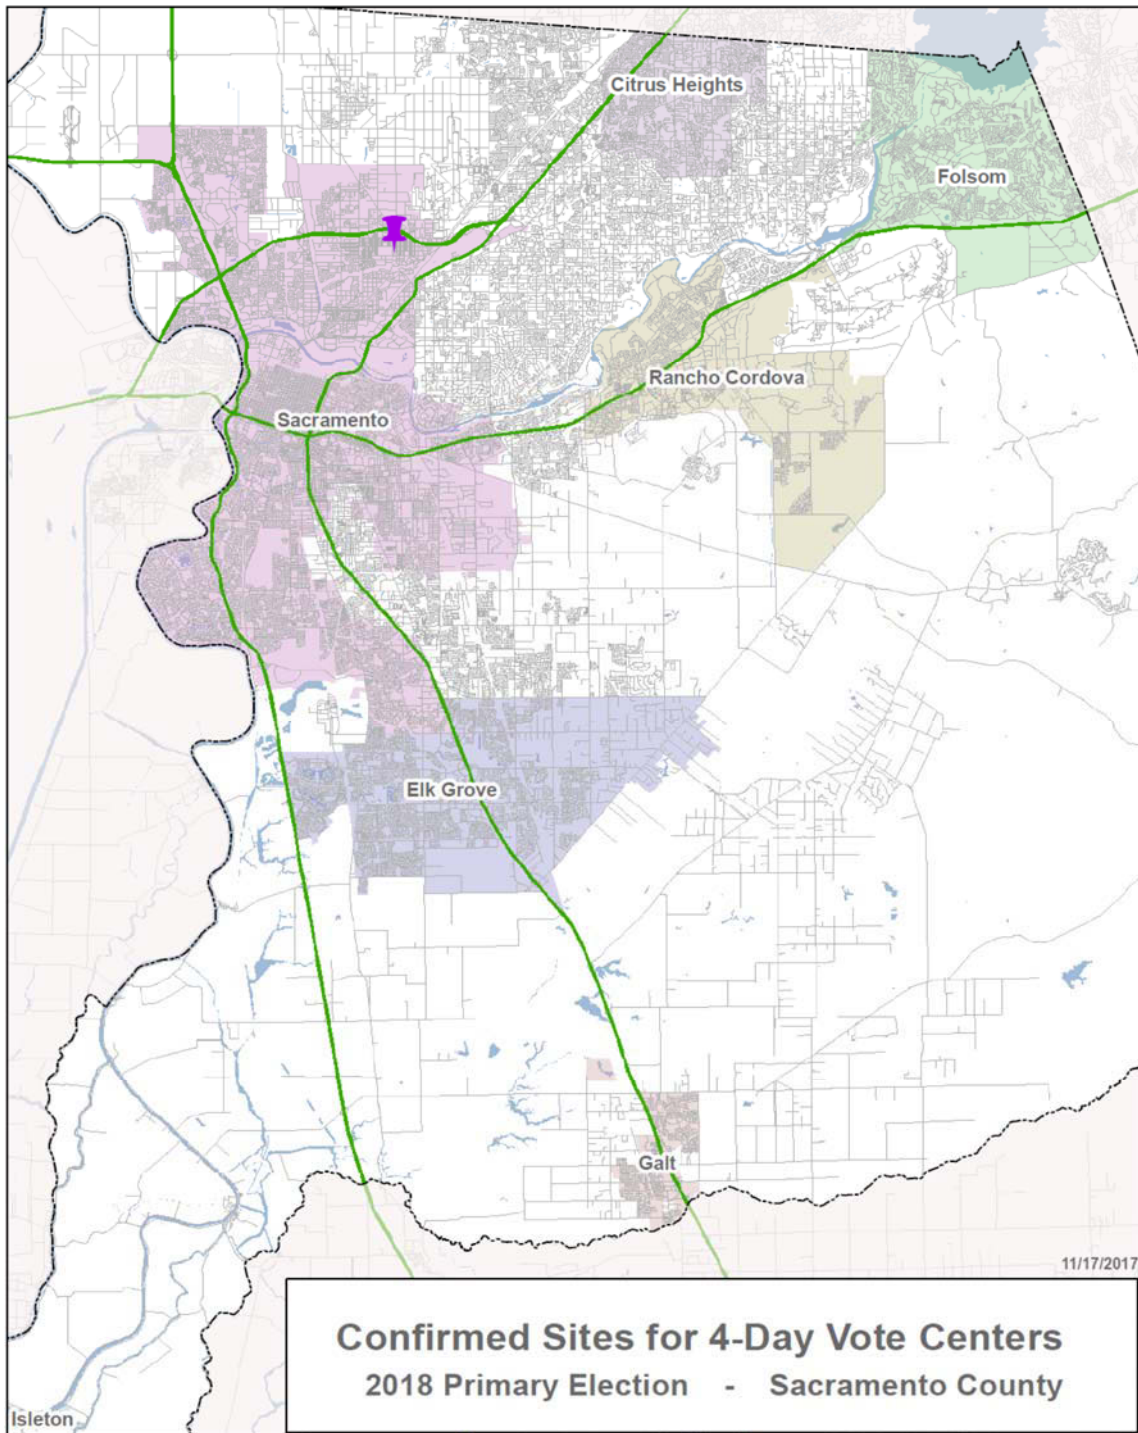 Citrus Heights
Folsom
Rancho Cordova
Sacramento
Elk Grove
Galt
11/17/2017
Confirmed Sites for 4-Day Vote Centers
2018 Primary Election - Sacramento County
Isleton